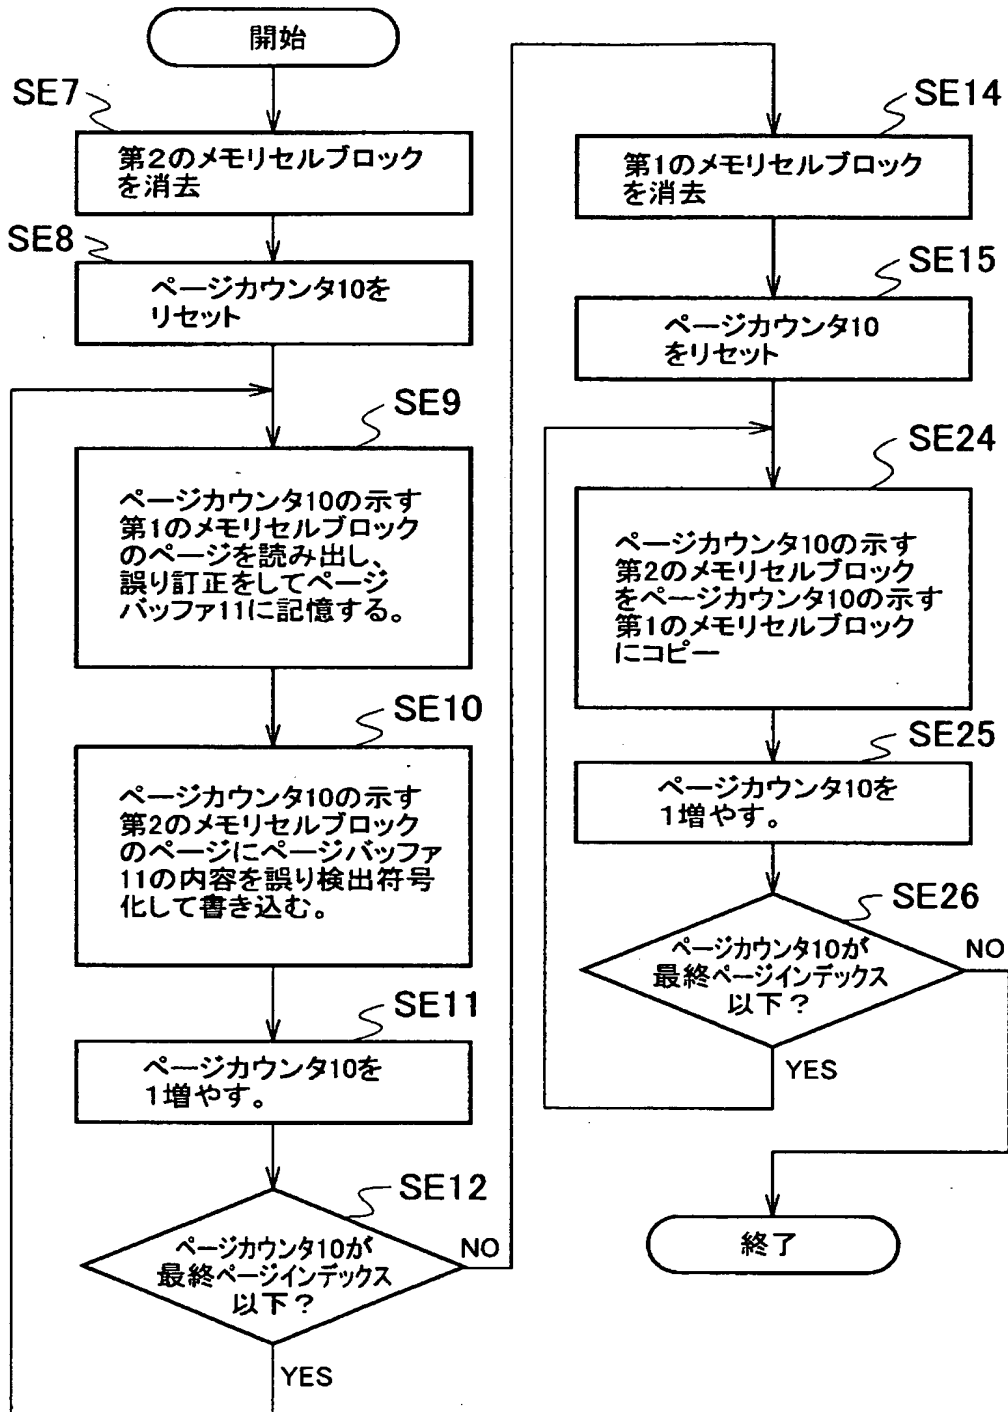 開始
SE7
第2のメモリセルブロック
を消去
SE8
ページカウンタ10を
リセット
SE9
ページカウンタ10の示す
第1のメモリセルブロック
のページを読み出し、
誤り訂正をしてページ
バッファ11に記憶する。
SE10
ページカウンタ10の示す
第2のメモリセルブロック
のページにページバッファ
11の内容を誤り検出符号
化して書き込む。
SE11
ページカウンタ10を
1増やす。
SE12
ページカウンタ10が
最終ページインデックス
以下?
NO
YES
SE14
第1のメモリセルブロック
を消去
SE15
ページカウンタ10
をリセット
SE24
ページカウンタ10の示す
第2のメモリセルブロック
をページカウンタ10の示す
第1のメモリセルブロック
にコピー
SE25
ページカウンタ10を
1増やす。
SE26
ページカウンタ10が
最終ページインデックス
以下?
NO
YES
終了